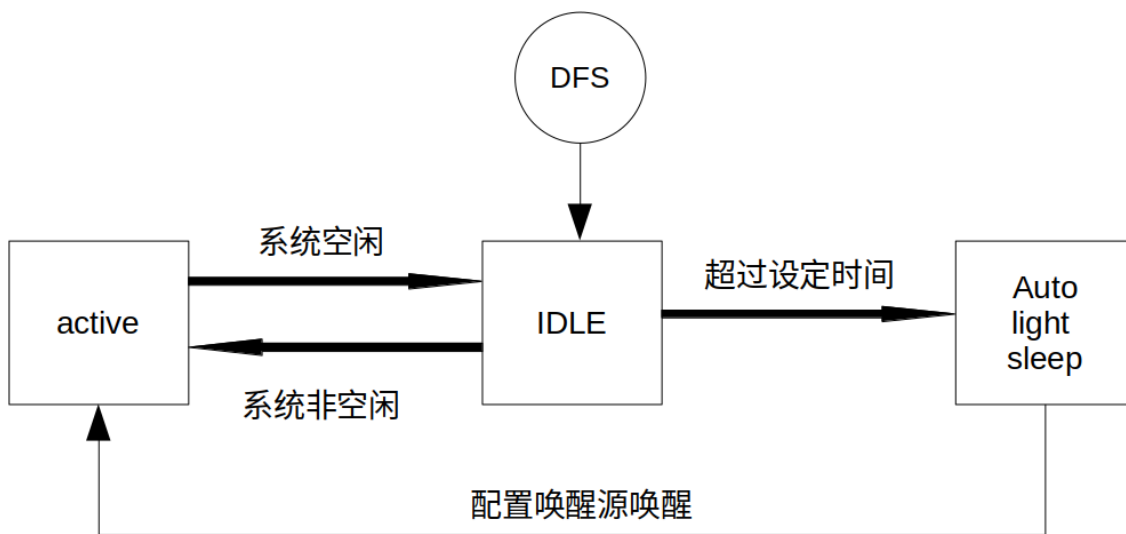 DFS
系统空闲
超过设定时间
active
IDLE
Auto
light
sleep
系统非空闲
配置唤醒源唤醒